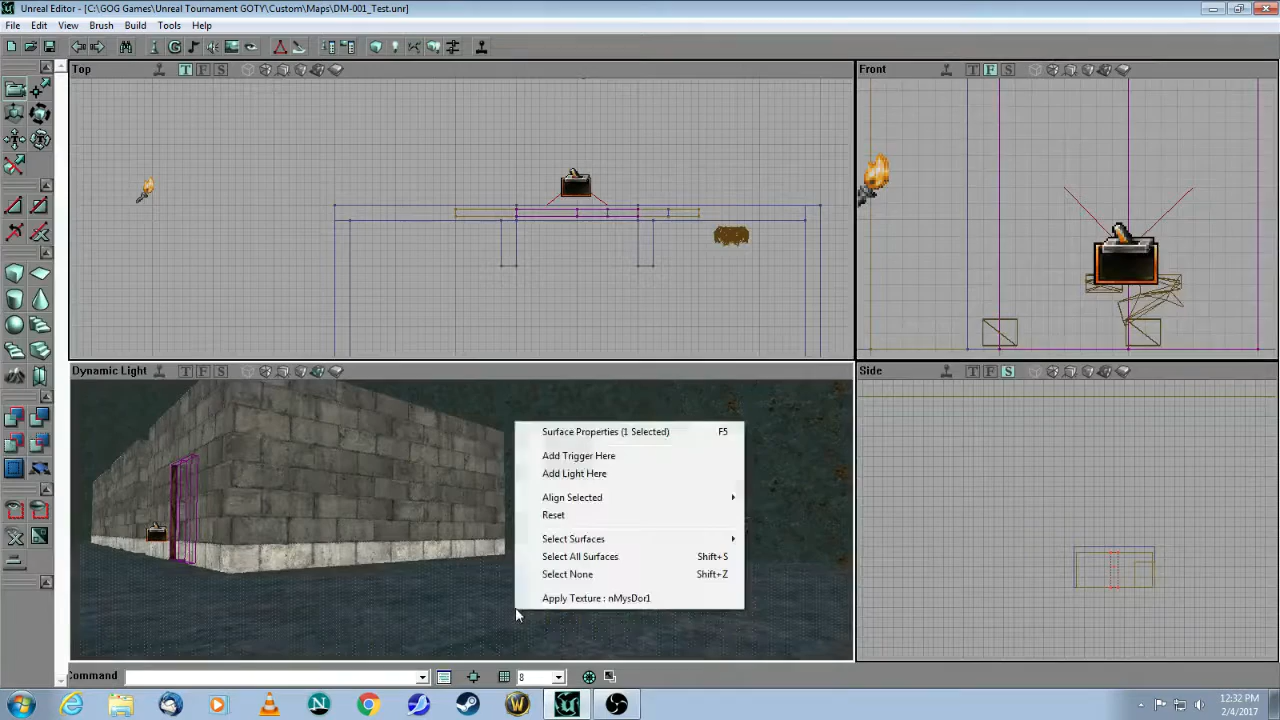 Unreal Editor - [C:\GOG Games\Unreal Tournament GOTY\Custom\Maps\DM-001_Test.unr]
File Edit View Brush Build Tools Help
Top T F S
Front T F S
Dynamic Light T F S
Side T F S
Surface Properties (1 Selected) F5
Add Trigger Here
Add Light Here
Align Selected
Reset
Select Surfaces
Select All Surfaces Shift+S
Select None Shift+Z
Apply Texture : nMysDor1
Command 8
12:32 PM
2/4/2017